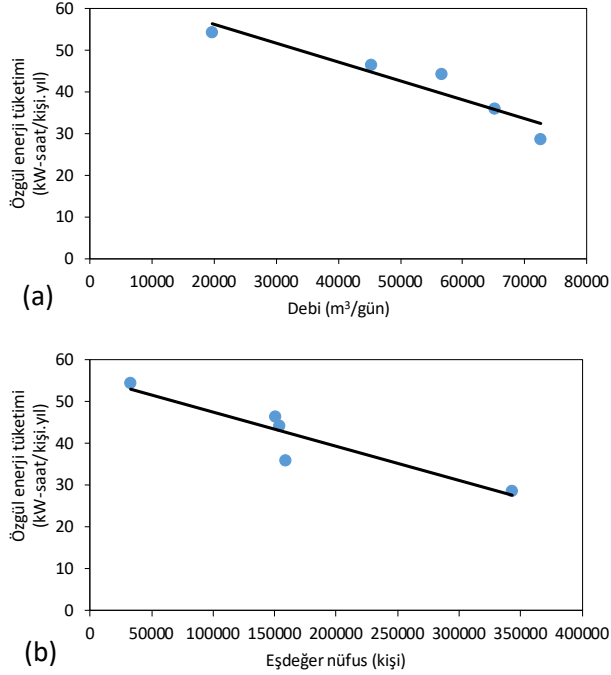 Özgül enerji tüketimi
(kW-saat/kişi.yıl)
60
50
40
30
20
10
0
0 10000 20000 30000 40000 50000 60000 70000 80000
Debi (m³/gün)
(a)
Özgül enerji tüketimi
(kW-saat/kişi.yıl)
60
50
40
30
20
10
0
0 50000 100000 150000 200000 250000 300000 350000 400000
Eşdeğer nüfus (kişi)
(b)